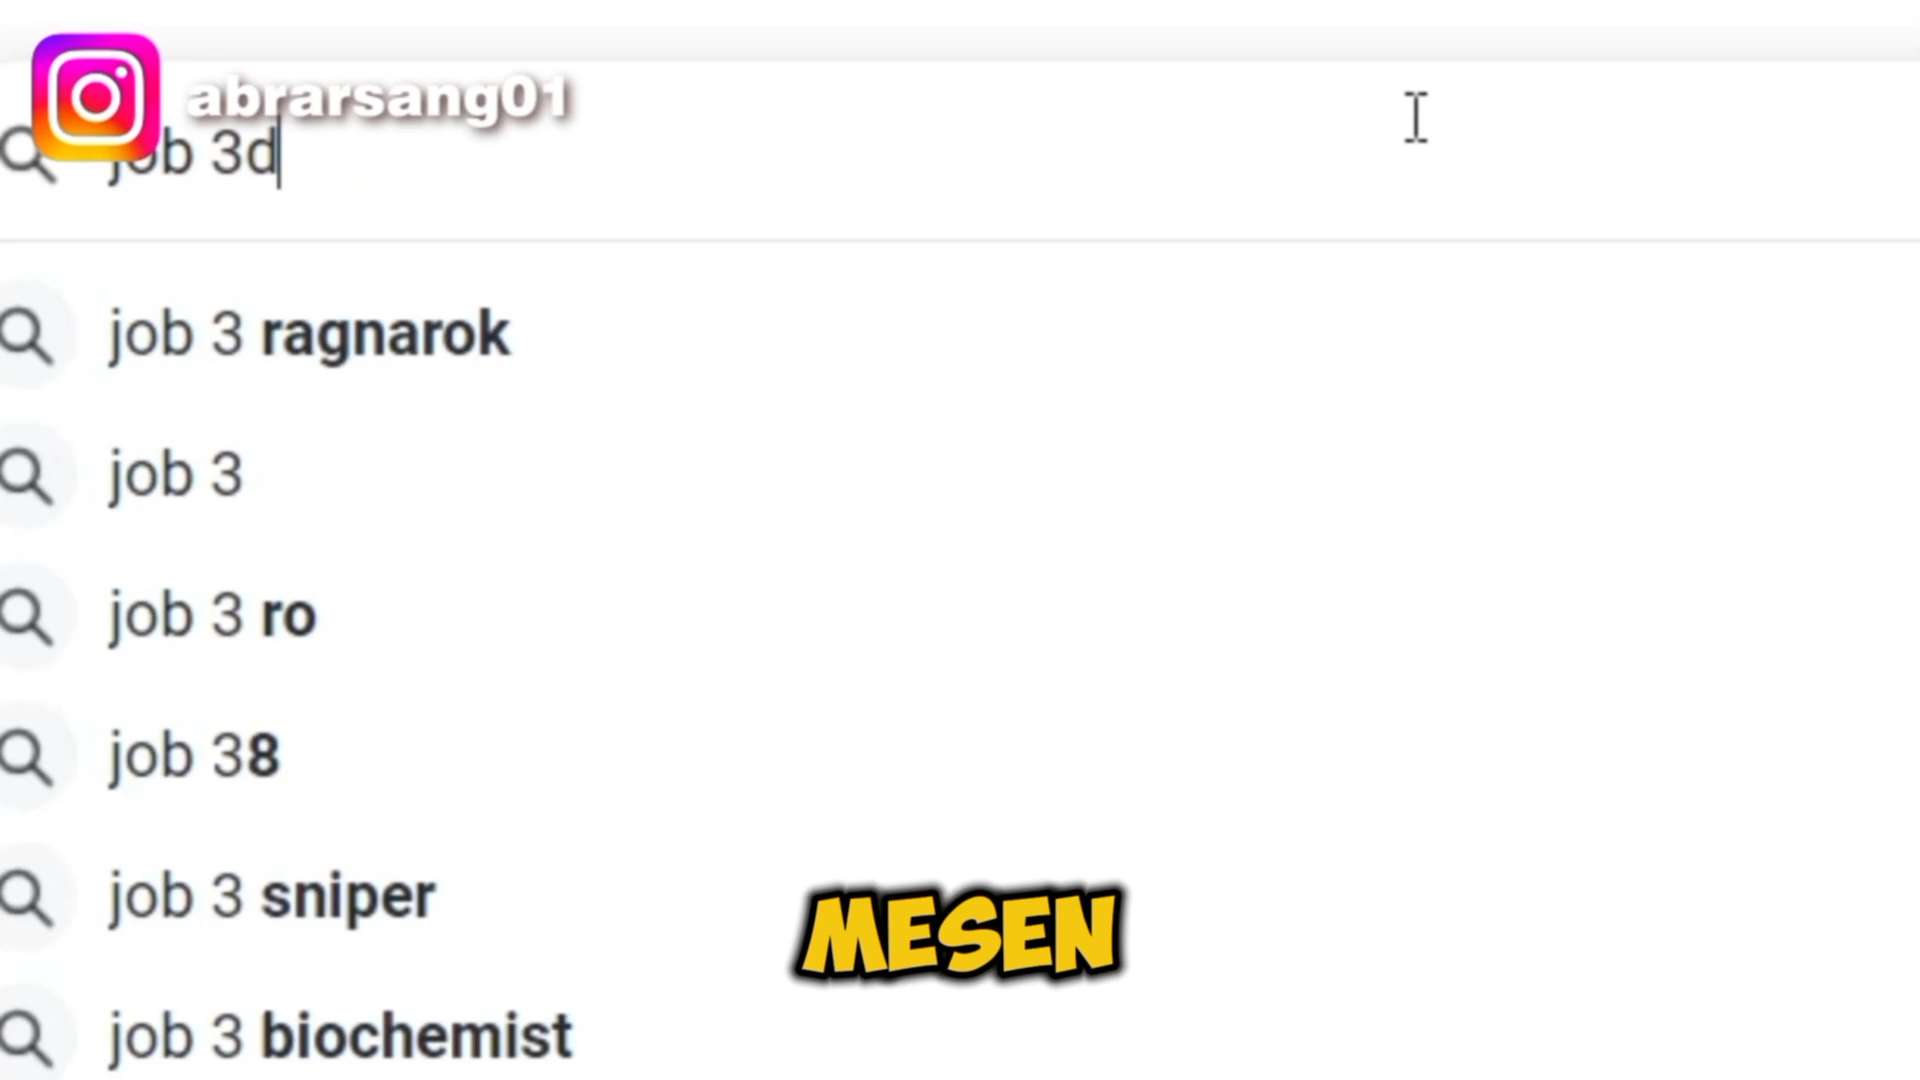 abrarsang01
job 3d
job 3 ragnarok
job 3
job 3 ro
job 38
job 3 sniper
MESEN
job 3 biochemist